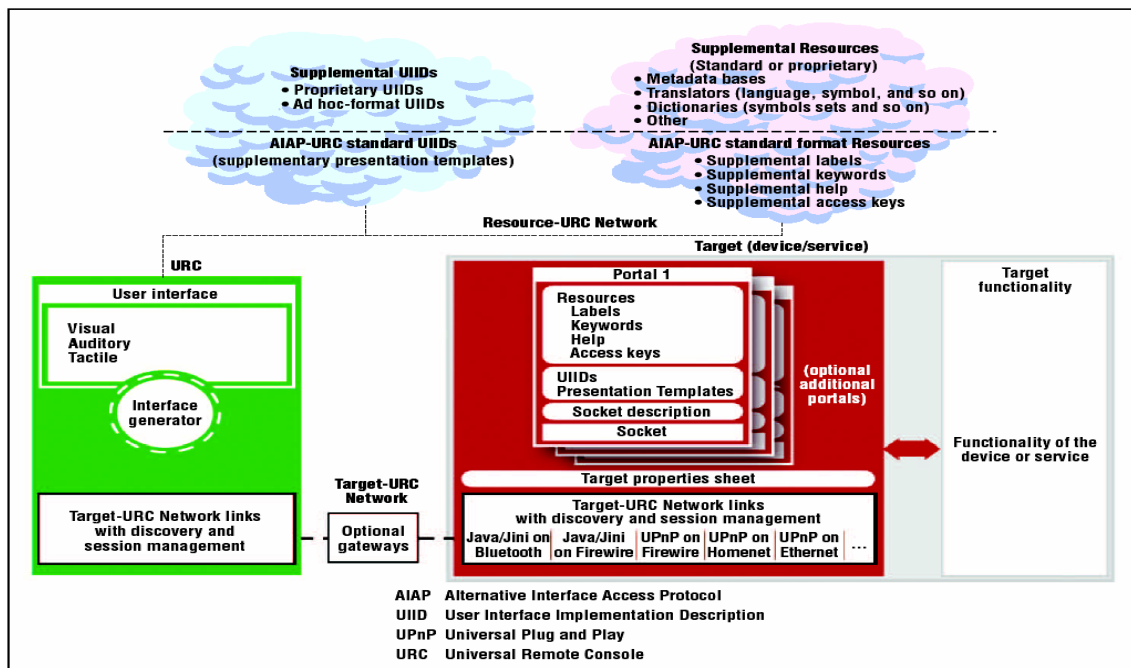 Supplemental UIIDs
• Proprietary UIIDs
• Ad hoc-format UIIDs
AIAP-URC standard UIIDs
(supplementary presentation templates)
Supplemental Resources
(Standard or proprietary)
• Metadata bases
• Translators (language, symbol, and so on)
• Dictionaries (symbols sets and so on)
• Other
AIAP-URC standard format Resources
• Supplemental labels
• Supplemental keywords
• Supplemental help
• Supplemental access keys
Resource-URC Network
URC
User interface
Visual
Auditory
Tactile
Interface
generator
Target-URC Network links
with discovery and
session management
Target-URC
Network
Optional
gateways
Target (device/service)
Portal 1
Resources
Labels
Keywords
Help
Access keys
UIIDs
Presentation Templates
Socket description
Socket
(optional
additional
portals)
Target properties sheet
Target-URC Network links
with discovery and session management
Java/Jini on
Bluetooth
Java/Jini
on Firewire
UPnP on
Firewire
UPnP on
Homenet
UPnP on
Ethernet
...
Target
functionality
Functionality of the
device or service
AIAP Alternative Interface Access Protocol
UIID User Interface Implementation Description
UPnP Universal Plug and Play
URC Universal Remote Console